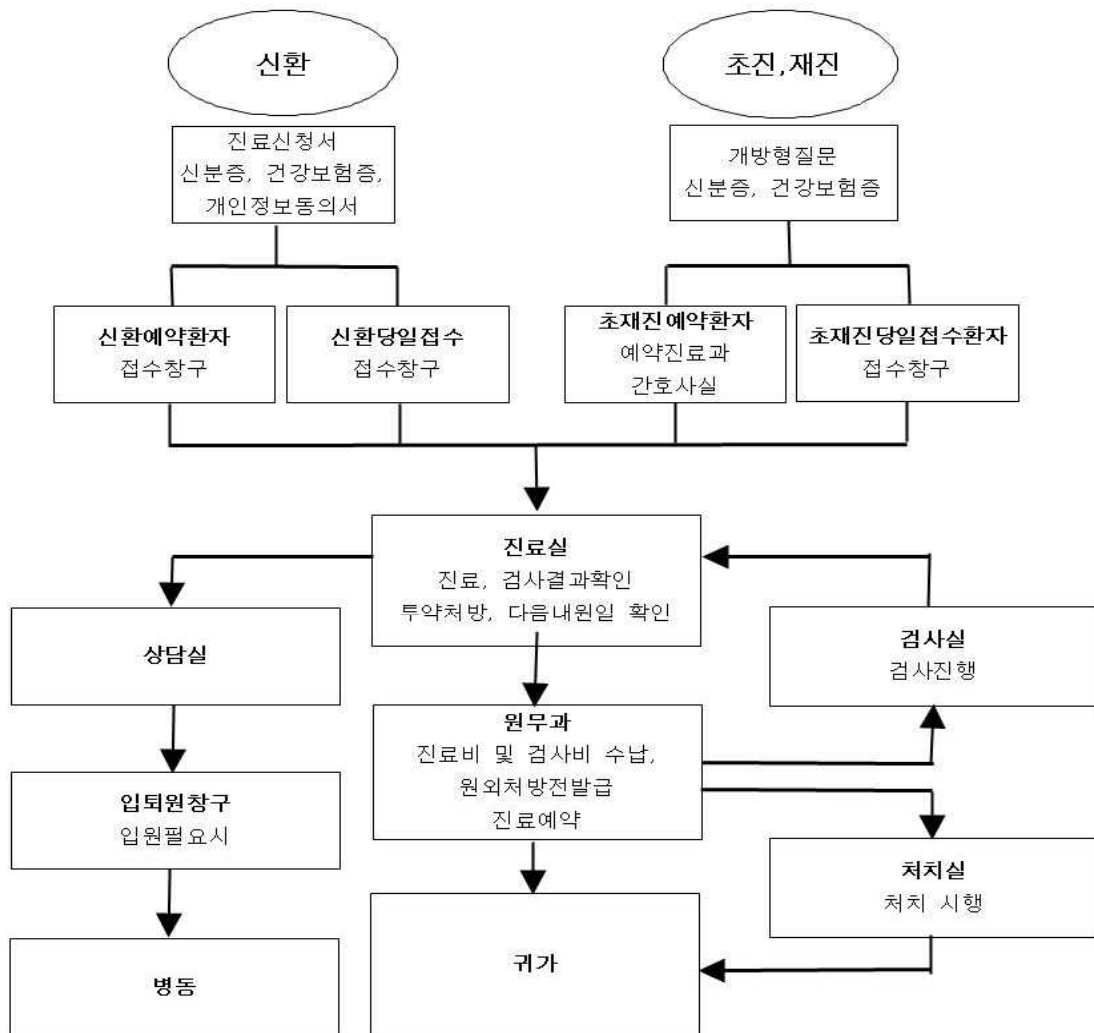 신환
초진,재진
진료신청서
신분증, 건강보험증,
개인정보동의서
개방형질문
신분증, 건강보험증
신환예약환자
접수창구
신환당일접수
접수창구
초재진예약환자
예약진료과
간호사실
초재진당일접수환자
접수창구
진료실
진료, 검사결과확인
투약처방, 다음내원일 확인
상담실
검사실
검사진행
원무과
진료비 및 검사비 수납,
원외처방전발급
진료예약
입퇴원창구
입원필요시
처치실
처치 시행
병동
귀가